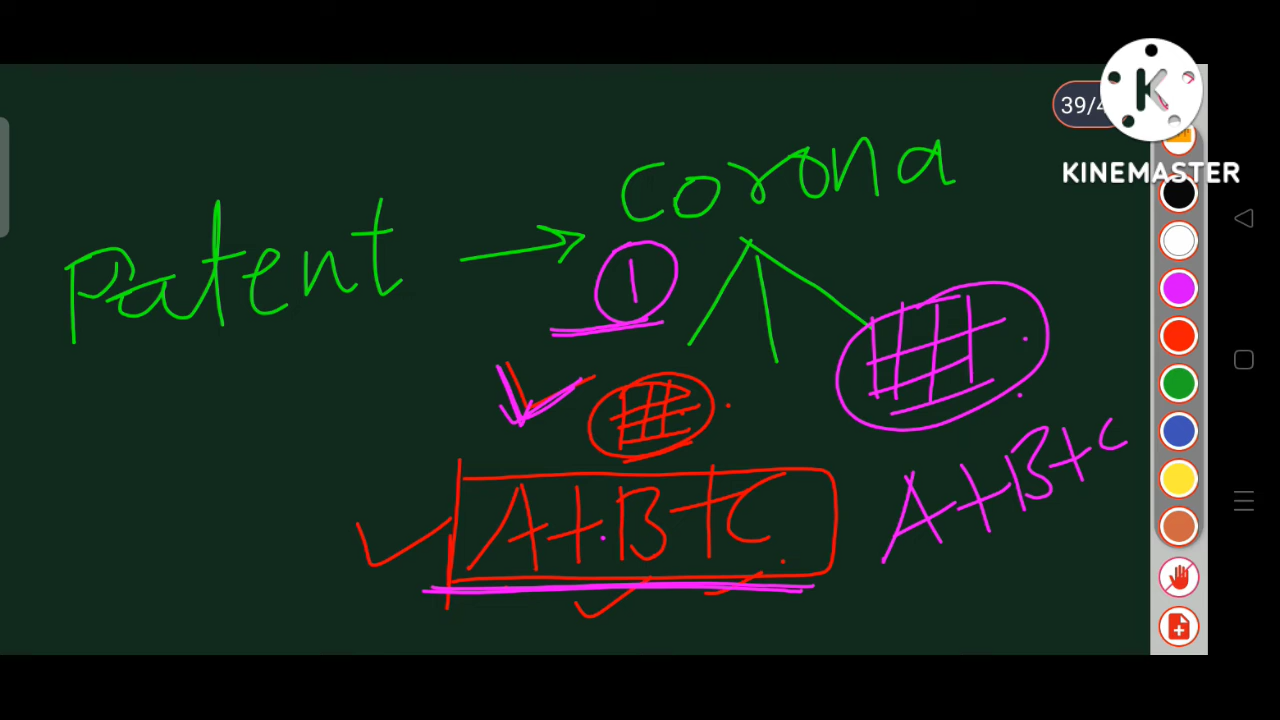 39/4
KINEMASTER
Corona
Patent
1
A+B+C
A+B+C